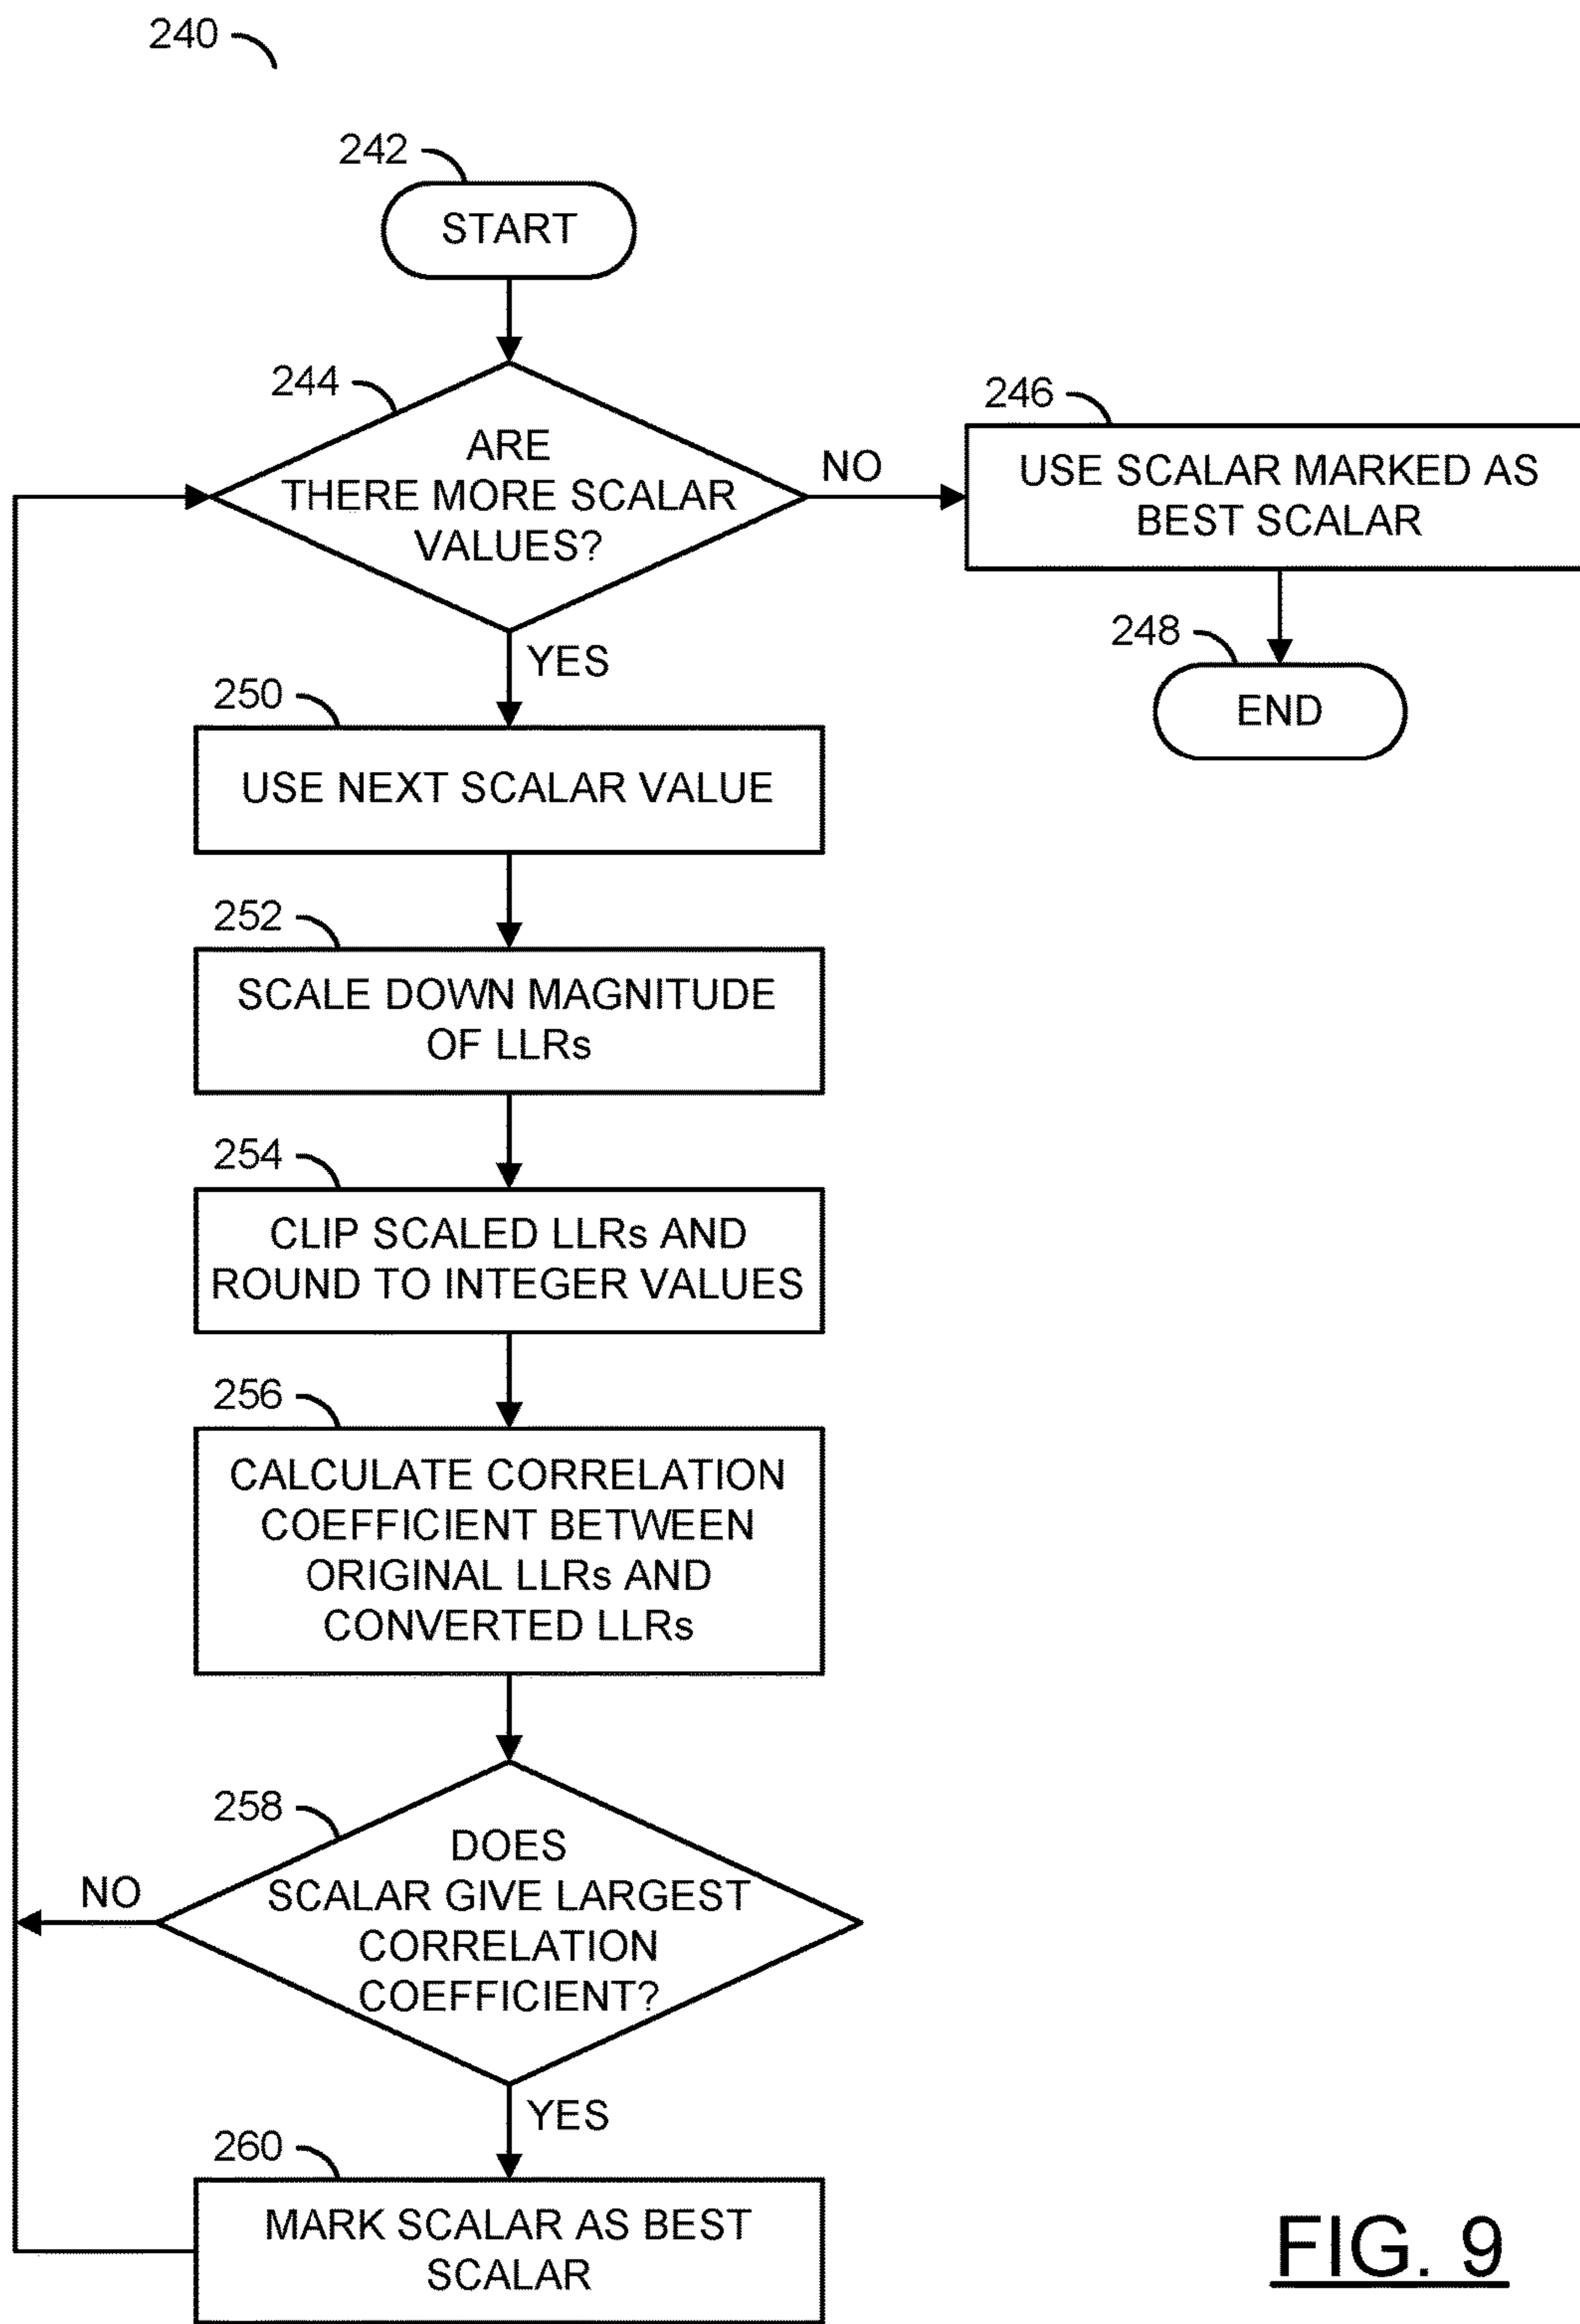 240
242
START
244
ARE
THERE MORE SCALAR
VALUES?
NO
246
USE SCALAR MARKED AS
BEST SCALAR
248
END
YES
250
USE NEXT SCALAR VALUE
252
SCALE DOWN MAGNITUDE
OF LLRs
254
CLIP SCALED LLRs AND
ROUND TO INTEGER VALUES
256
CALCULATE CORRELATION
COEFFICIENT BETWEEN
ORIGINAL LLRs AND
CONVERTED LLRs
258
DOES
SCALAR GIVE LARGEST
CORRELATION
COEFFICIENT?
NO
YES
260
MARK SCALAR AS BEST
SCALAR
FIG. 9